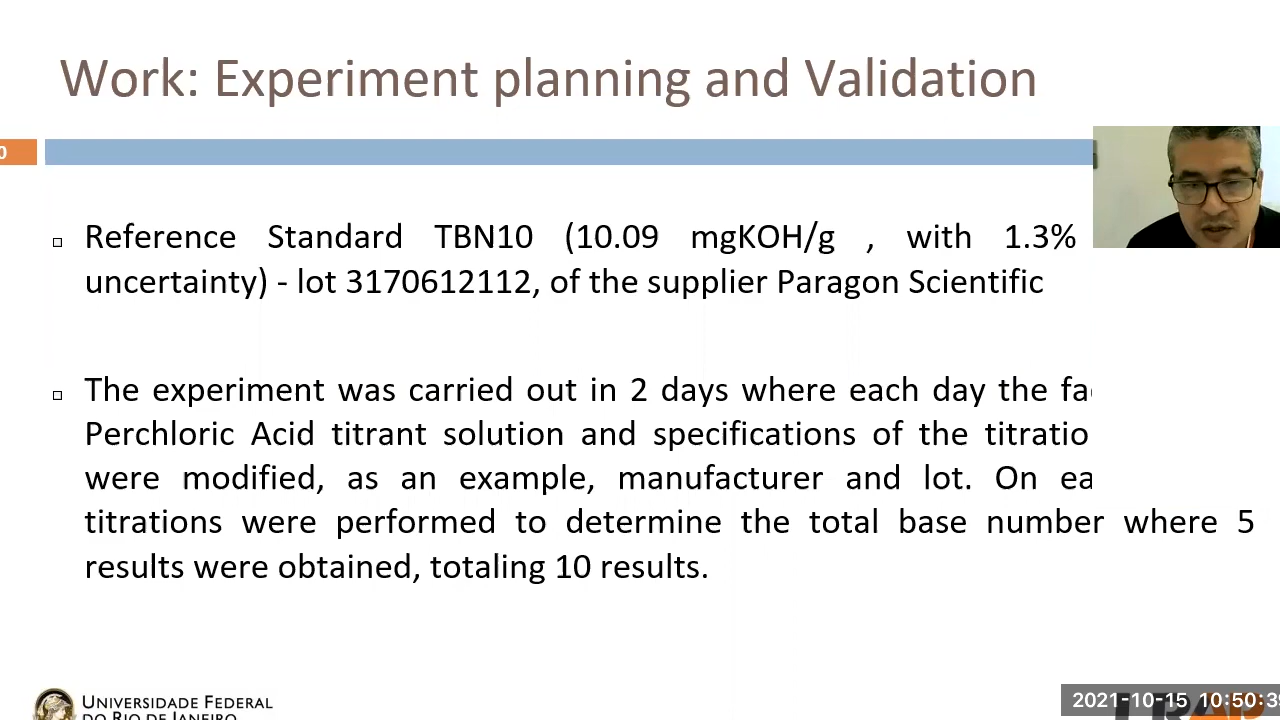 Work: Experiment planning and Validation
0
Reference Standard TBN10 (10.09 mgKOH/g , with 1.3%
uncertainty) - lot 3170612112, of the supplier Paragon Scientific
The experiment was carried out in 2 days where each day the
Perchloric Acid titrant solution and specifications of the
were modified, as an example, manufacturer and lot. On
titrations were performed to determine the total base number where 5
results were obtained, totaling 10 results.
UNIVERSIDADE FEDERAL
DO RIO DE JANEIRO
2021-10-15 10:50:39